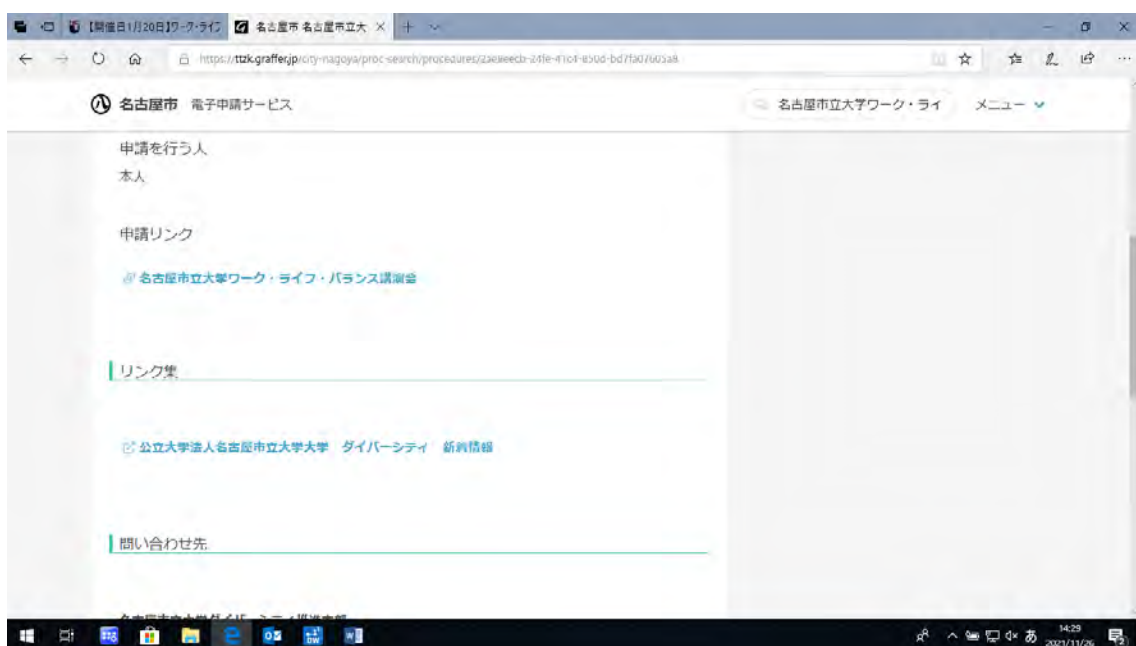 【開催日1月20日】ワーク・ライフ
名古屋市 名古屋市立大
名古屋市 電子申請サービス
名古屋市立大学ワーク・ライ
メニュー
申請を行う人
本人
申請リンク
名古屋市立大学ワーク・ライフ・バランス講演会
リンク集
公立大学法人名古屋市立大学大学 ダイバーシティ 新着情報
問い合わせ先
あ
14:29
2021/11/26